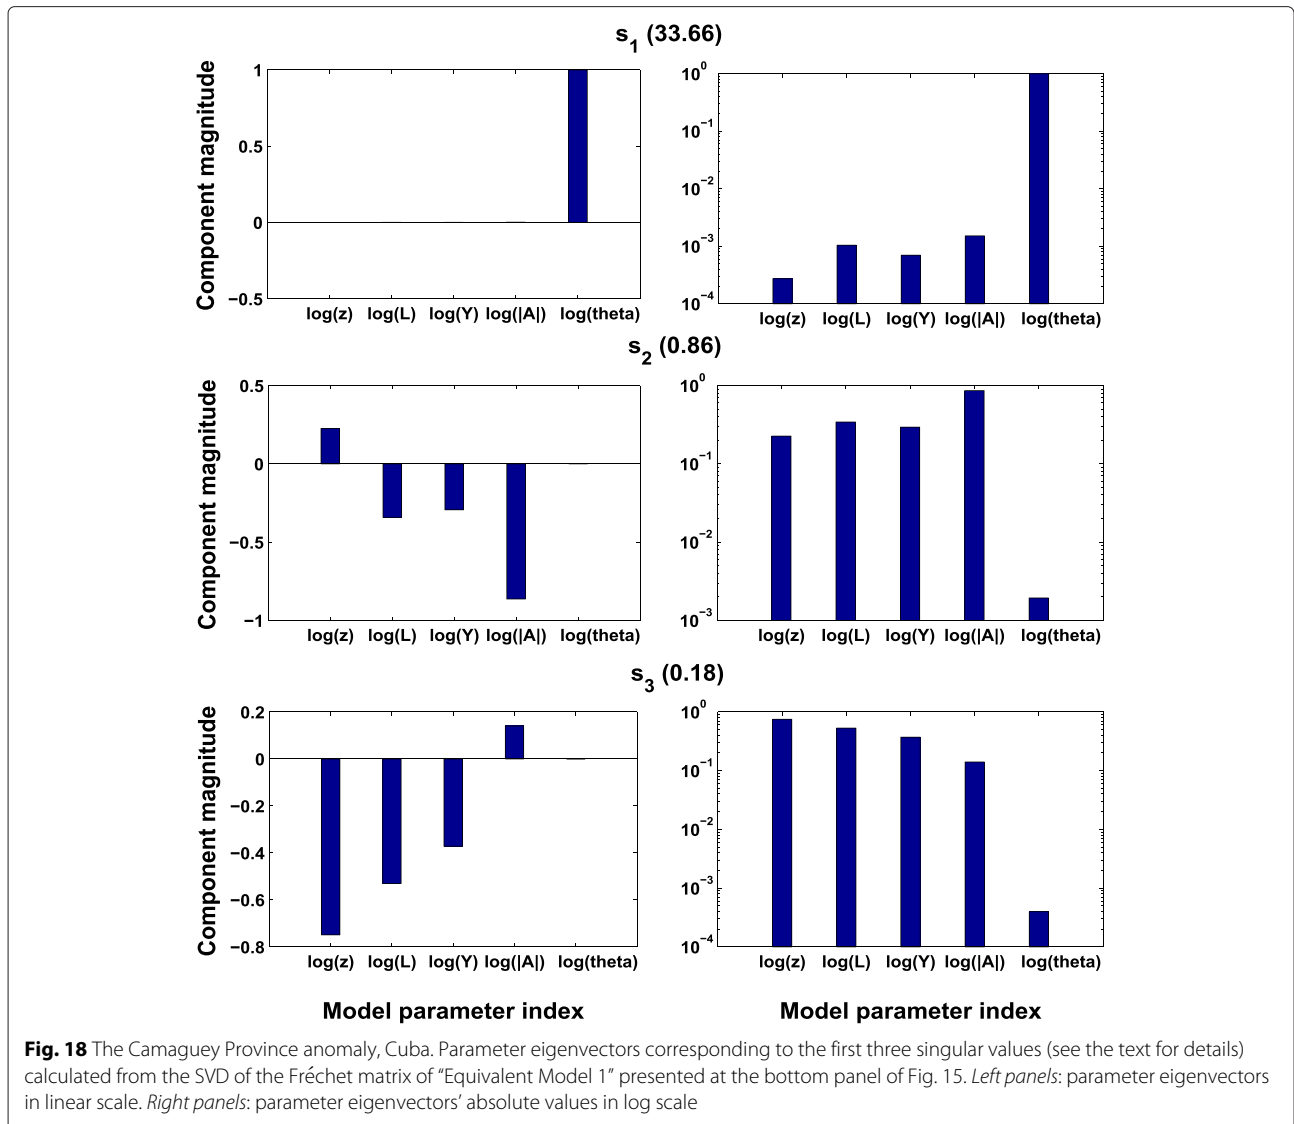 s1 (33.66)
Component magnitude
1
0.5
0
−0.5
log(z) log(L) log(Y) log(|A|) log(theta)
10^0
10^−1
10^−2
10^−3
10^−4
log(z) log(L) log(Y) log(|A|) log(theta)
s2 (0.86)
Component magnitude
0.5
0
−0.5
−1
log(z) log(L) log(Y) log(|A|) log(theta)
10^0
10^−1
10^−2
10^−3
log(z) log(L) log(Y) log(|A|) log(theta)
s3 (0.18)
Component magnitude
0.2
0
−0.2
−0.4
−0.6
−0.8
log(z) log(L) log(Y) log(|A|) log(theta)
Model parameter index
10^0
10^−1
10^−2
10^−3
10^−4
log(z) log(L) log(Y) log(|A|) log(theta)
Model parameter index
Fig. 18 The Camaguey Province anomaly, Cuba. Parameter eigenvectors corresponding to the first three singular values (see the text for details)
calculated from the SVD of the Fréchet matrix of “Equivalent Model 1” presented at the bottom panel of Fig. 15. Left panels: parameter eigenvectors
in linear scale. Right panels: parameter eigenvectors’ absolute values in log scale